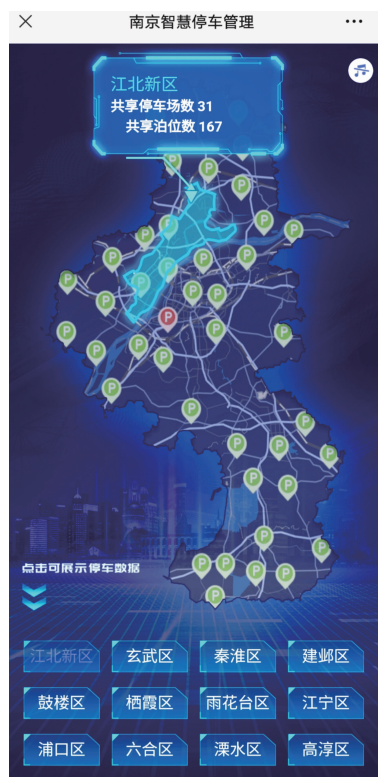 南京智慧停车管理
江北新区
共享停车场数 31
共享泊位数 167
点击可展示停车数据
江北新区 玄武区 秦淮区 建邺区
鼓楼区 栖霞区 雨花台区 江宁区
浦口区 六合区 溧水区 高淳区